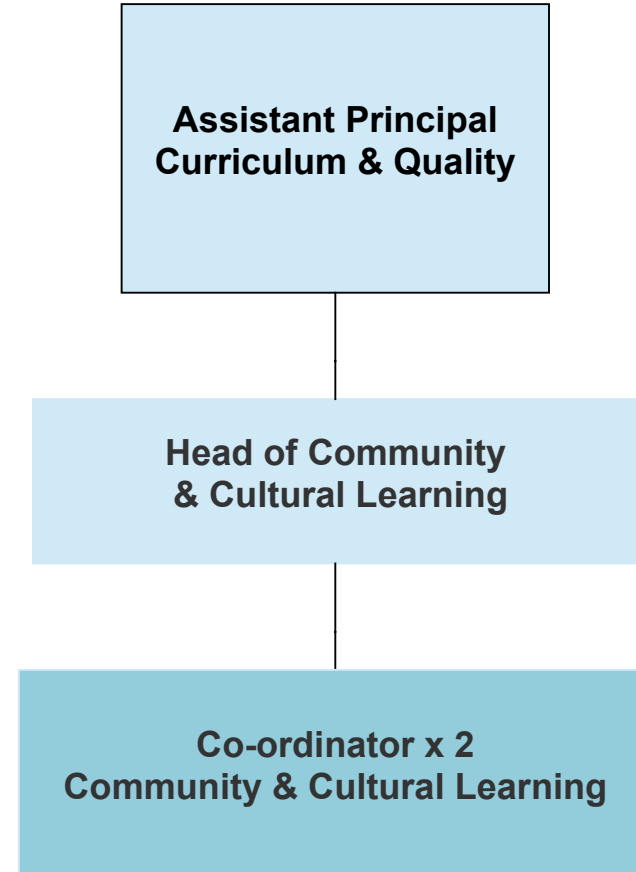 Assistant Principal
Curriculum & Quality
Head of Community
& Cultural Learning
Co-ordinator x 2
Community & Cultural Learning